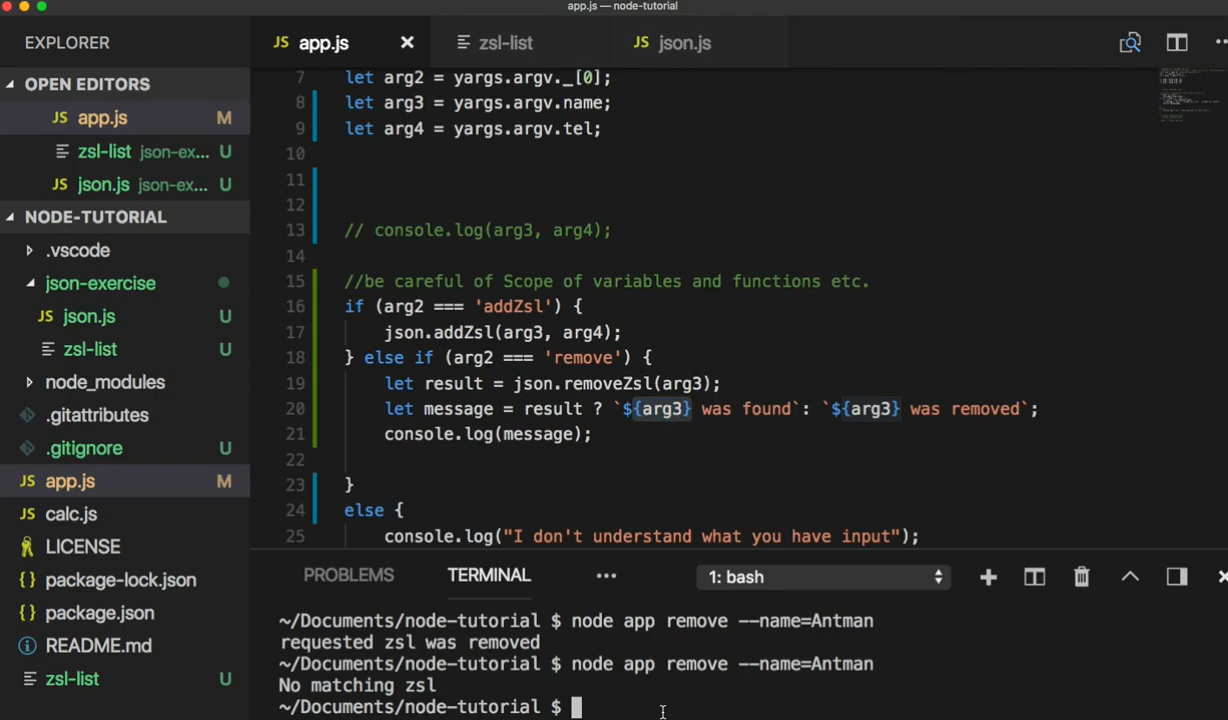 app.js — node-tutorial
EXPLORER
JS app.js ×
zsl-list
JS json.js
OPEN EDITORS
JS app.js M
zsl-list json-ex... U
JS json.js json-ex... U
NODE-TUTORIAL
.vscode
json-exercise
JS json.js U
zsl-list U
node_modules
.gitattributes
.gitignore U
JS app.js M
JS calc.js
LICENSE
{} package-lock.json
{} package.json
README.md
zsl-list U
7 let arg2 = yargs.argv._[0];
8 let arg3 = yargs.argv.name;
9 let arg4 = yargs.argv.tel;
10
11
12
13 // console.log(arg3, arg4);
14
15 //be careful of Scope of variables and functions etc.
16 if (arg2 === 'addZsl') {
17 json.addZsl(arg3, arg4);
18 } else if (arg2 === 'remove') {
19 let result = json.removeZsl(arg3);
20 let message = result ? `${arg3} was found`: `${arg3} was removed`;
21 console.log(message);
22
23 }
24 else {
25 console.log("I don't understand what you have input");
PROBLEMS TERMINAL ••• 1: bash
~/Documents/node-tutorial $ node app remove --name=Antman
requested zsl was removed
~/Documents/node-tutorial $ node app remove --name=Antman
No matching zsl
~/Documents/node-tutorial $